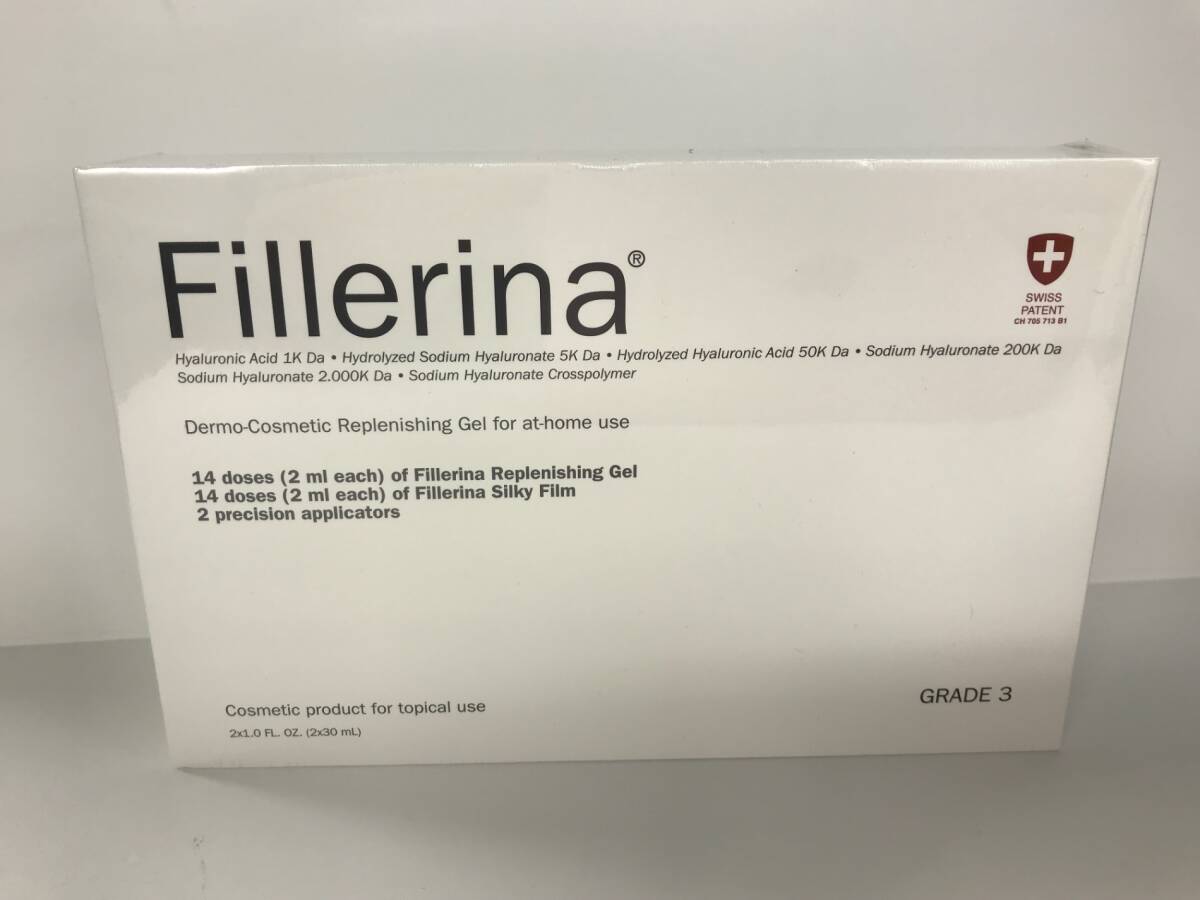 Fillerina®
SWISS
PATENT
CH 705 713 B1
Hyaluronic Acid 1K Da • Hydrolyzed Sodium Hyaluronate 5K Da • Hydrolyzed Hyaluronic Acid 50K Da • Sodium Hyaluronate 200K Da
Sodium Hyaluronate 2.000K Da • Sodium Hyaluronate Crosspolymer
Dermo-Cosmetic Replenishing Gel for at-home use
14 doses (2 ml each) of Fillerina Replenishing Gel
14 doses (2 ml each) of Fillerina Silky Film
2 precision applicators
GRADE 3
Cosmetic product for topical use
2x1.0 FL. OZ. (2x30 mL)